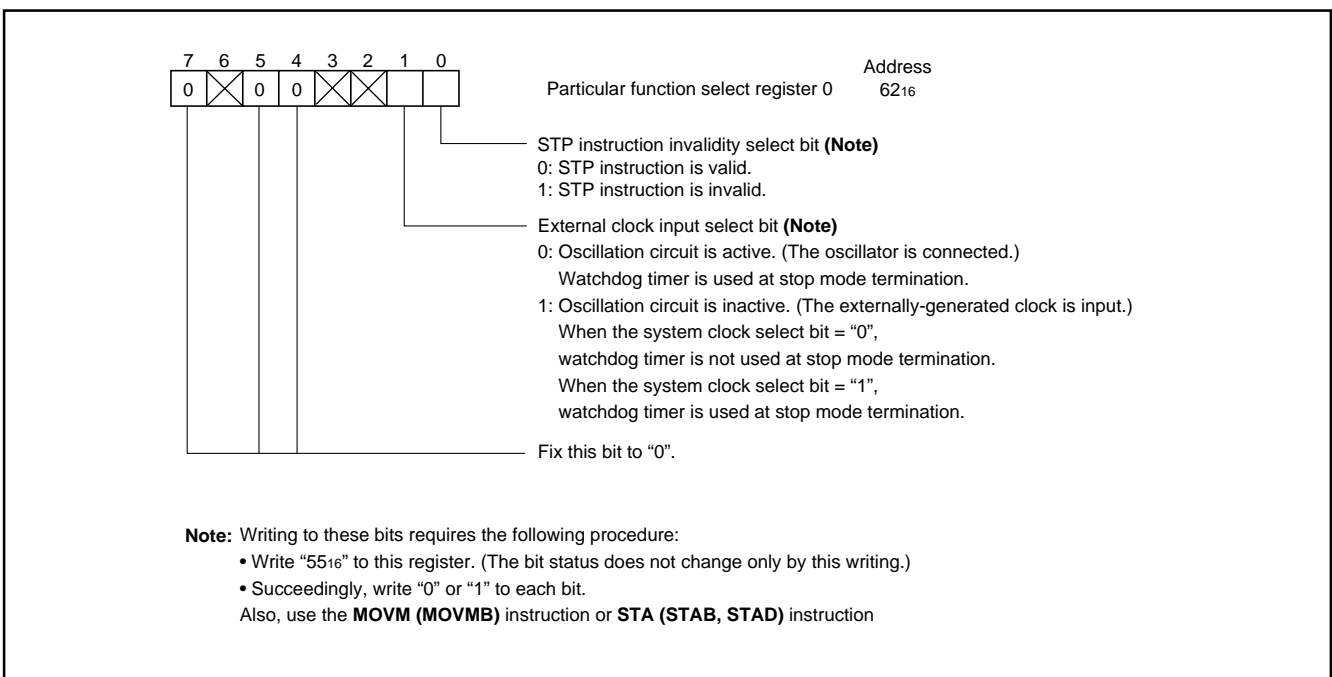 7 6 5 4 3 2 1 0
Address
0 0 0
Particular function select register 0 62₁₆
STP instruction invalidity select bit (Note)
0: STP instruction is valid.
1: STP instruction is invalid.
External clock input select bit (Note)
0: Oscillation circuit is active. (The oscillator is connected.)
Watchdog timer is used at stop mode termination.
1: Oscillation circuit is inactive. (The externally-generated clock is input.)
When the system clock select bit = “0”,
watchdog timer is not used at stop mode termination.
When the system clock select bit = “1”,
watchdog timer is used at stop mode termination.
Fix this bit to “0”.
Note: Writing to these bits requires the following procedure:
• Write “55₁₆” to this register. (The bit status does not change only by this writing.)
• Succeedingly, write “0” or “1” to each bit.
Also, use the MOVM (MOVMB) instruction or STA (STAB, STAD) instruction